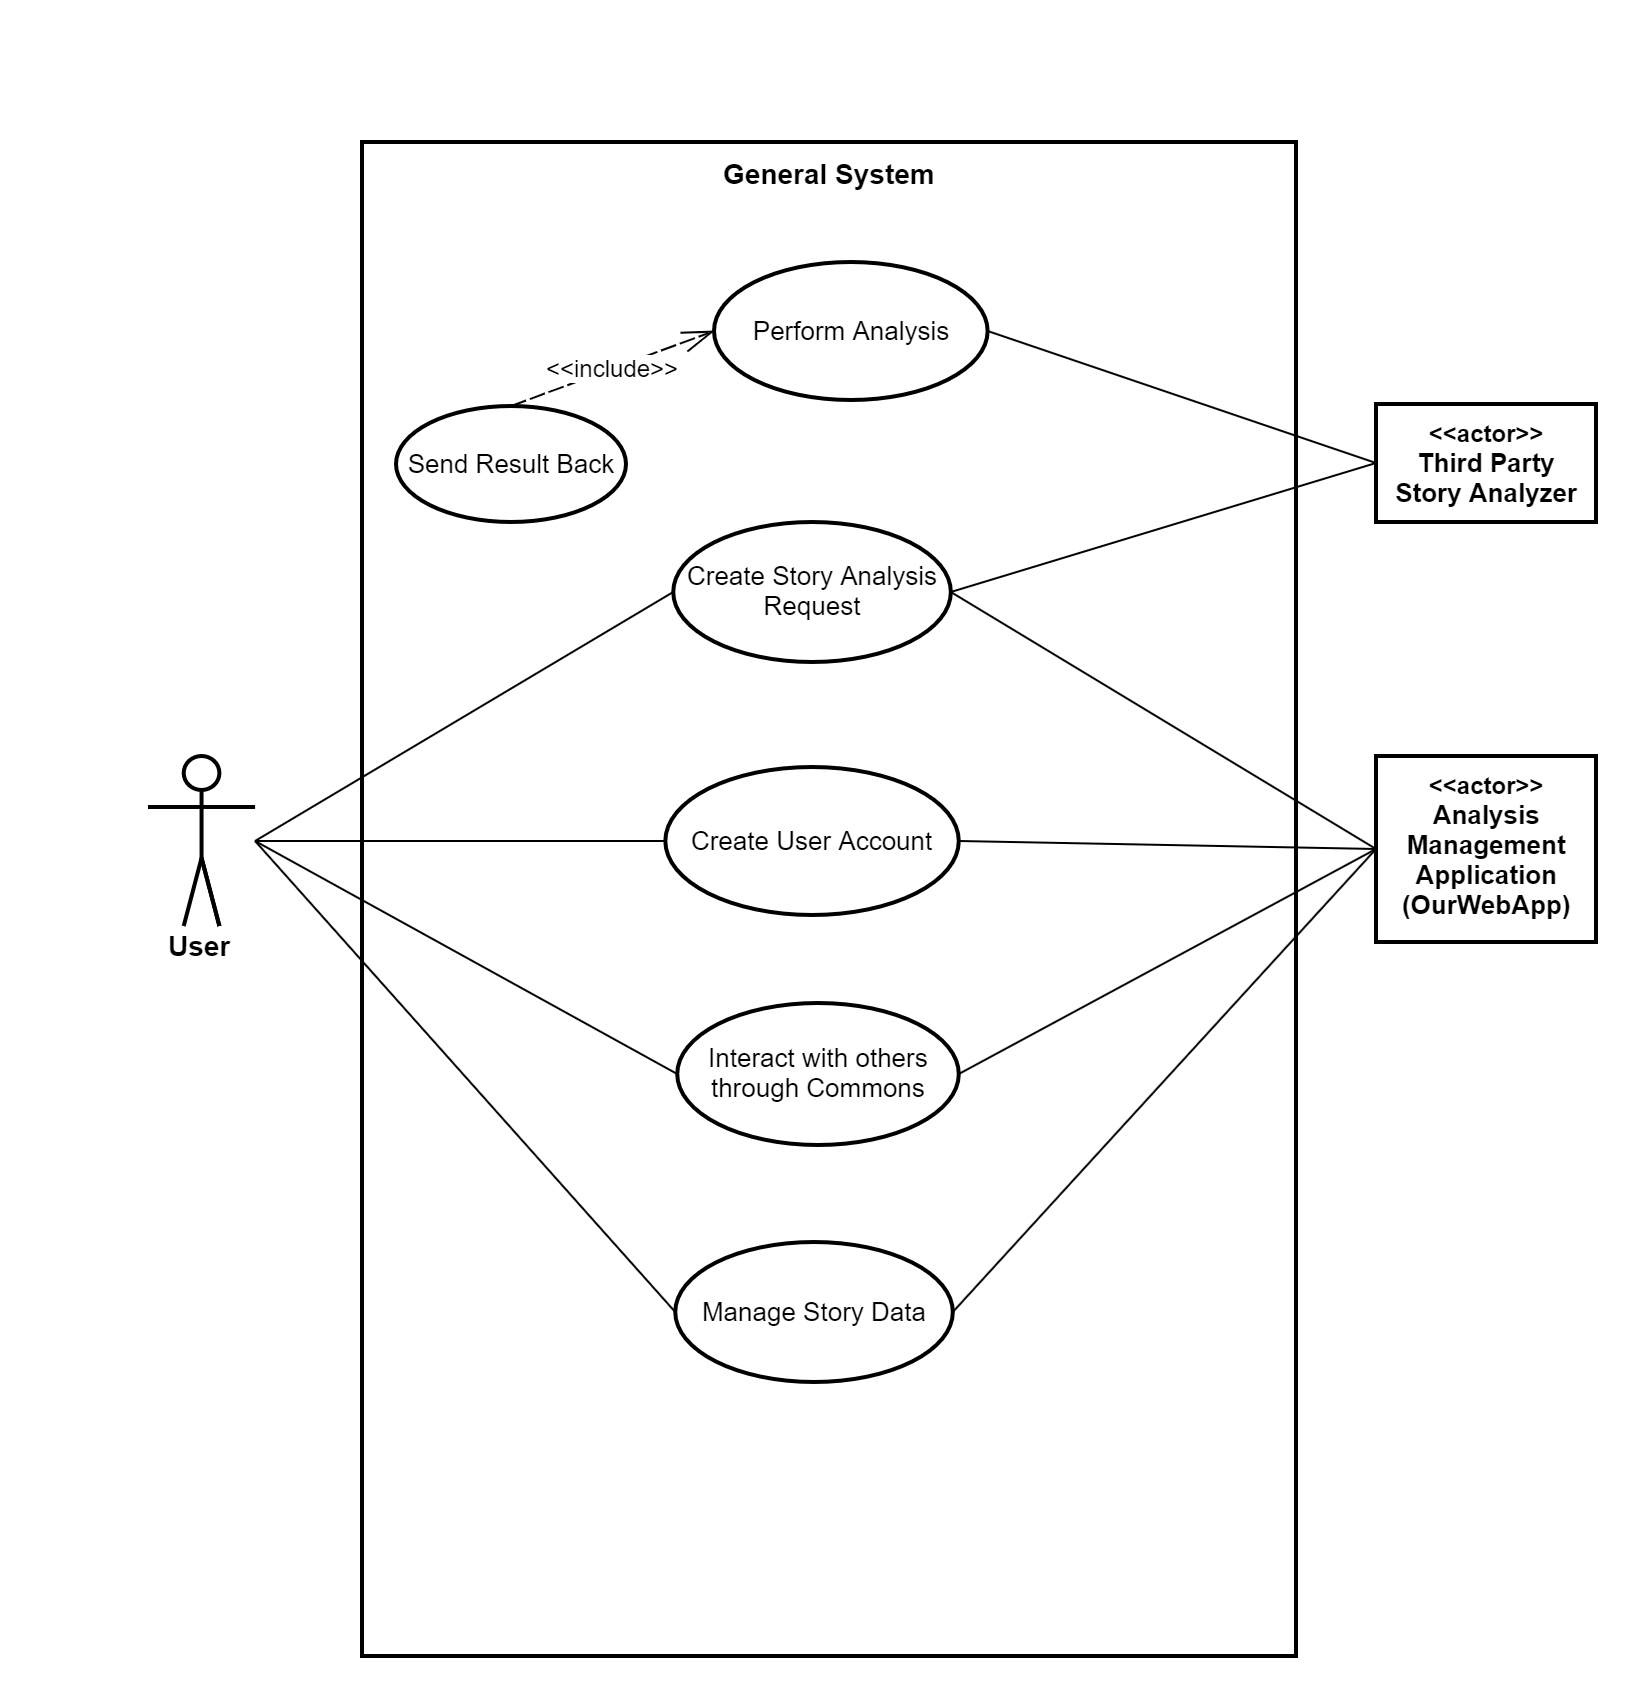 General System
Perform Analysis
<<include>>
Send Result Back
<<actor>>
Third Party
Story Analyzer
Create Story Analysis
Request
<<actor>>
Analysis
Management
Application
(OurWebApp)
Create User Account
User
Interact with others
through Commons
Manage Story Data